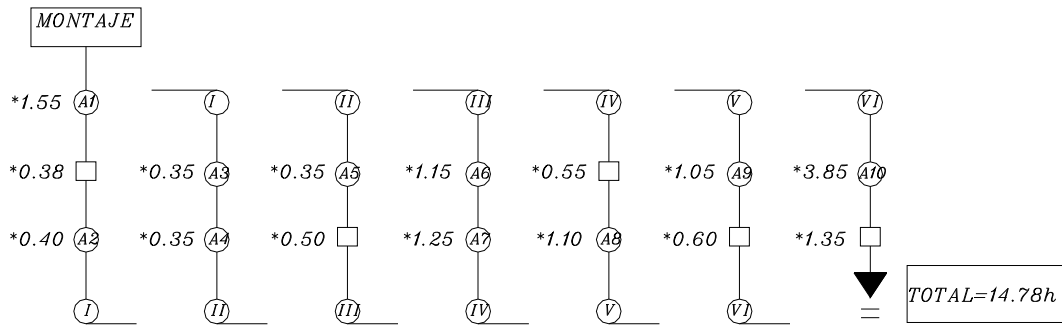 MONTAJE
*1.55 A1 I II III IV V VI
*0.38 *0.35 A3 *0.35 A5 *1.15 A6 *0.55 *1.05 A9 *3.85 A10
*0.40 A2 *0.35 A4 *0.50 *1.25 A7 *1.10 A8 *0.60 *1.35
I II III IV V VI
TOTAL=14.78h